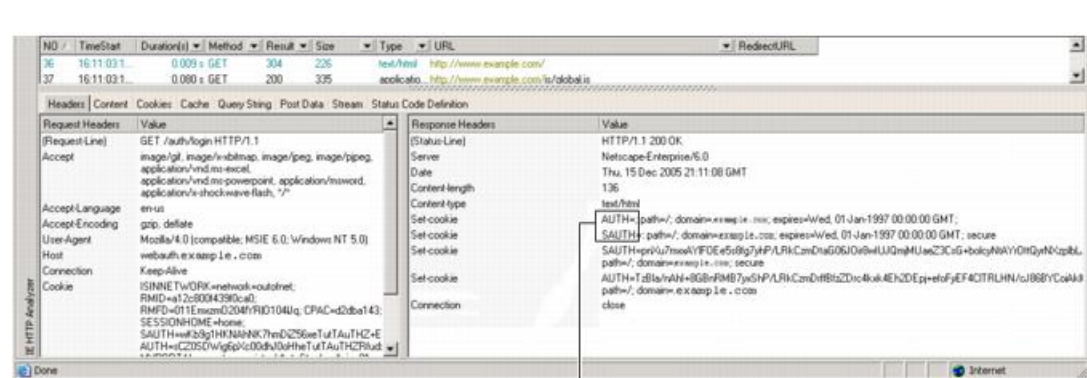 NO TimeStart Duration(s) Method Result Size Type URL RedirectURL
36 16:11:03:1... 0.009 s GET 304 226 text/html http://www.example.com/
37 16:11:03:1... 0.080 s GET 200 335 applicatio... http://www.example.com/is/global.is
Headers Content Cookies Cache Query String Post Data Stream Status Code Definition
Request Headers Value
(Request-Line) GET /auth/login HTTP/1.1
Accept image/gif, image/x-xbitmap, image/jpeg, image/pjpeg,
application/vnd.ms-excel,
application/vnd.ms-powerpoint, application/msword,
application/x-shockwave-flash, */*
Accept-Language en-us
Accept-Encoding gzip, deflate
User-Agent Mozilla/4.0 (compatible; MSIE 6.0; Windows NT 5.0)
Host webauth.example.com
Connection Keep-Alive
Cookie ISINNETWORK=network=outofnet;
SESSIONHOME=home;
Response Headers Value
(Status-Line) HTTP/1.1 200 OK
Server Netscape-Enterprise/6.0
Date Thu, 15 Dec 2005 21:11:08 GMT
Content-length 136
Content-type text/html
Set-cookie AUTH=; path=/; domain=example.com; expires=Wed, 01-Jan-1997 00:00:00 GMT;
Set-cookie SAUTH=; path=/; domain=example.com; expires=Wed, 01-Jan-1997 00:00:00 GMT; secure
Set-cookie
path=/; domain=example.com; secure
Set-cookie
path=/; domain=.example.com
Connection close
IE HTTP Analyzer
Done Internet